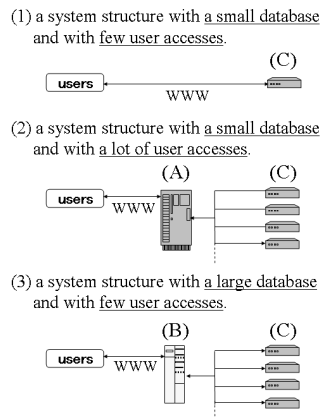 (1) a system structure with a small database
and with few user accesses.
(C)
users
WWW
(2) a system structure with a small database
and with a lot of user accesses.
(A) (C)
users
WWW
(3) a system structure with a large database
and with few user accesses.
(B) (C)
users
WWW